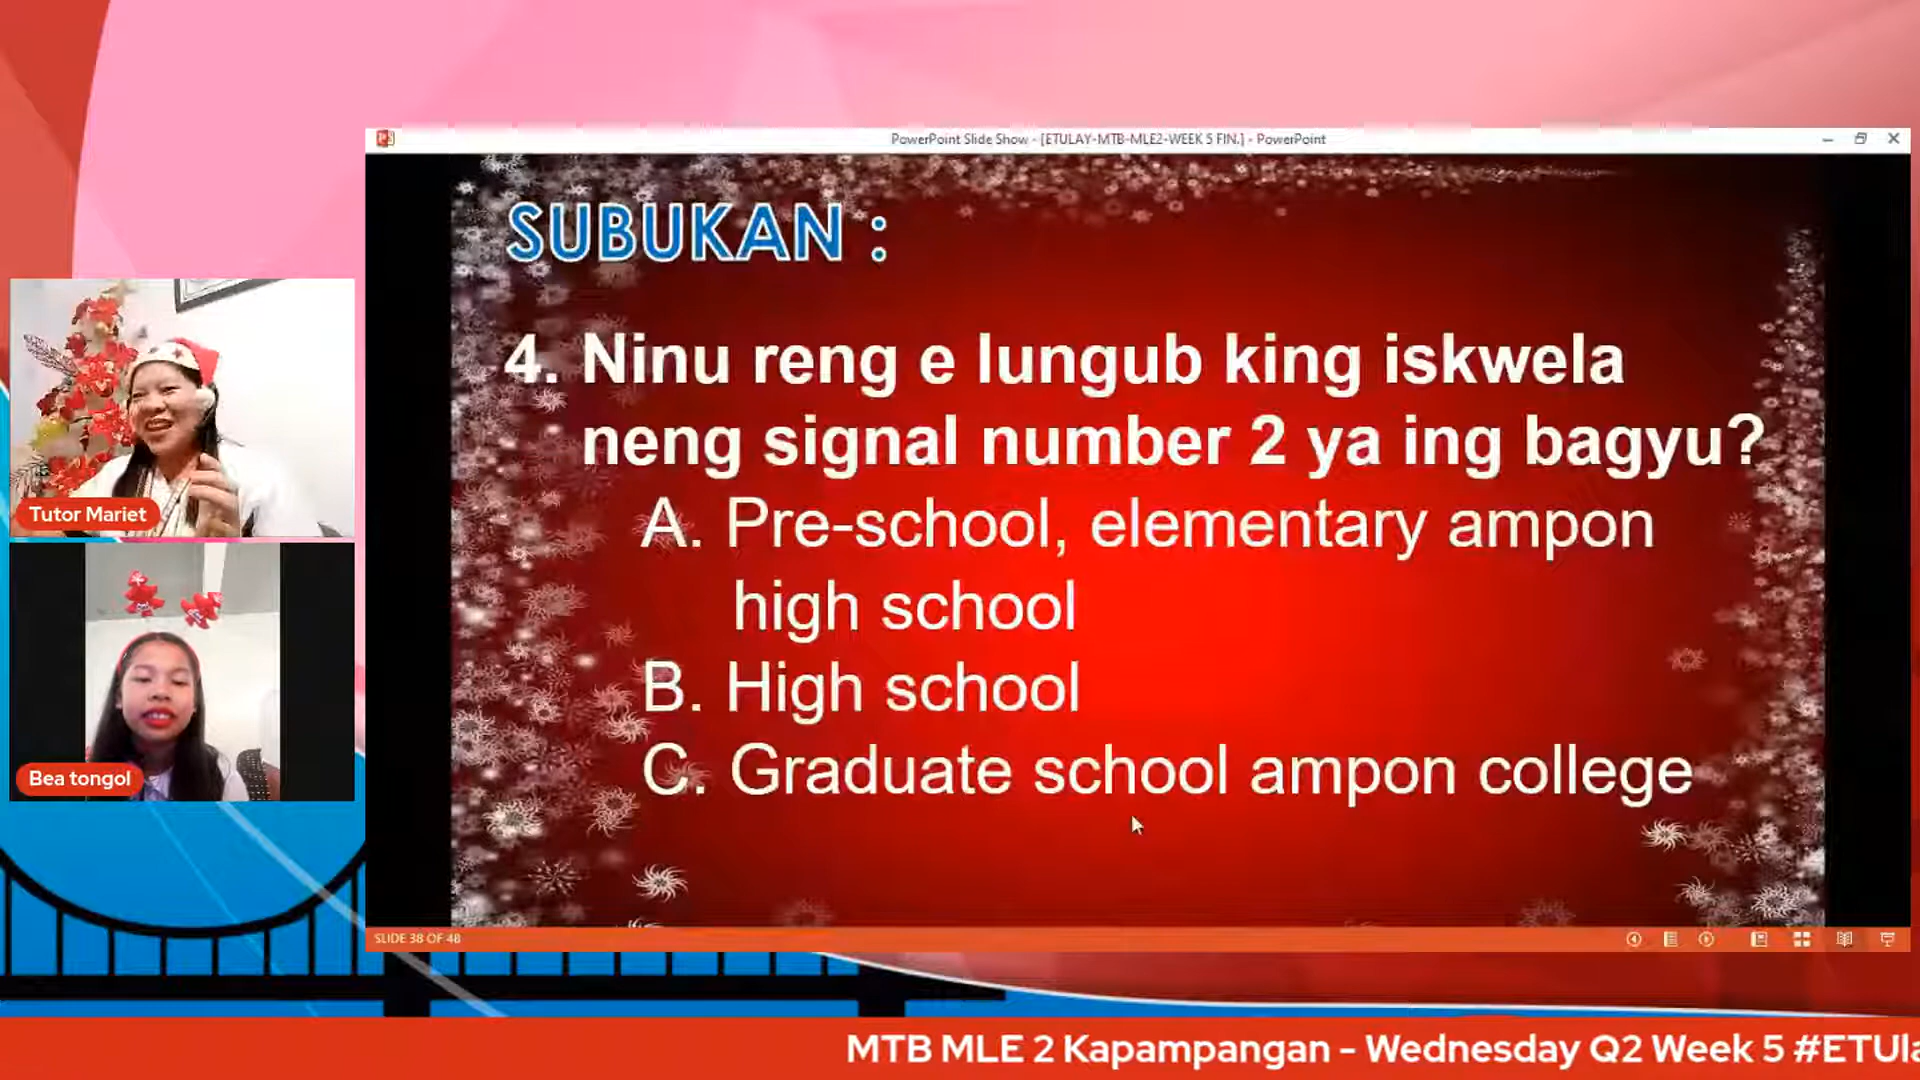 PowerPoint Slide Show - [ETULAY-MTB-MLE2-WEEK 5 FIN.] - PowerPoint
SUBUKAN :
4. Ninu reng e lungub king iskwela
neng signal number 2 ya ing bagyu?
A. Pre-school, elementary ampon
high school
B. High school
C. Graduate school ampon college
Tutor Mariet
Bea tongol
SLIDE 38 OF 48
MTB MLE 2 Kapampangan - Wednesday Q2 Week 5 #ETUla